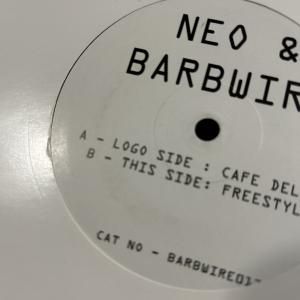 NEO &
BARBWIR
A - LOGO SIDE : CAFE DEL
B - THIS SIDE: FREESTYL
CAT NO - BARBWIRE01